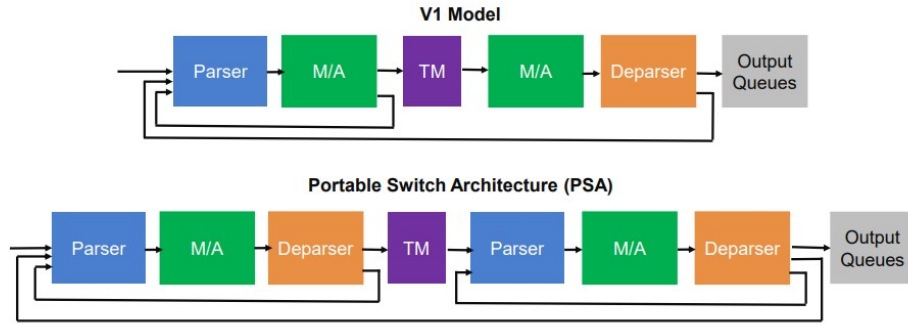 V1 Model
Parser
M/A
TM
M/A
Deparser
Output
Queues
Portable Switch Architecture (PSA)
Parser
M/A
Deparser
TM
Parser
M/A
Deparser
Output
Queues